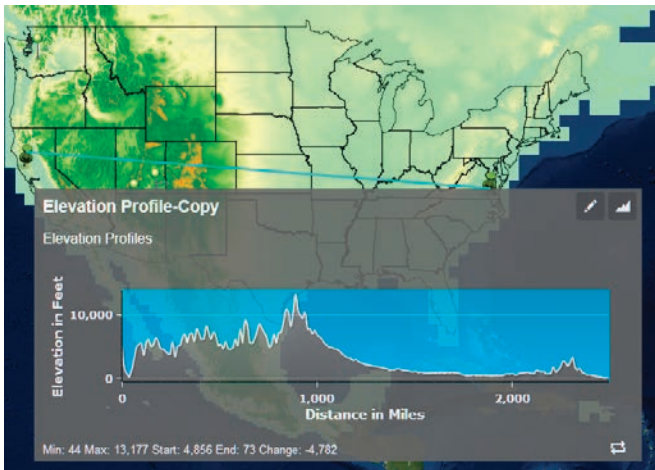 Elevation Profile-Copy
Elevation Profiles
Elevation in Feet
10,000
0
0
1,000
2,000
Distance in Miles
Min: 44 Max: 13,177 Start: 4,856 End: 73 Change: -4,782